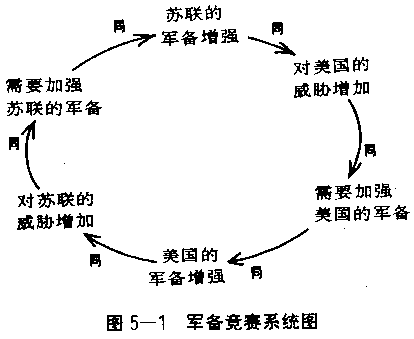 苏联的
军备增强
同
对美国的
威胁增加
同
需要加强
美国的军备
同
美国的
军备增强
同
对苏联的
威胁增加
同
需要加强
苏联的军备
同
图5—1 军备竞赛系统图